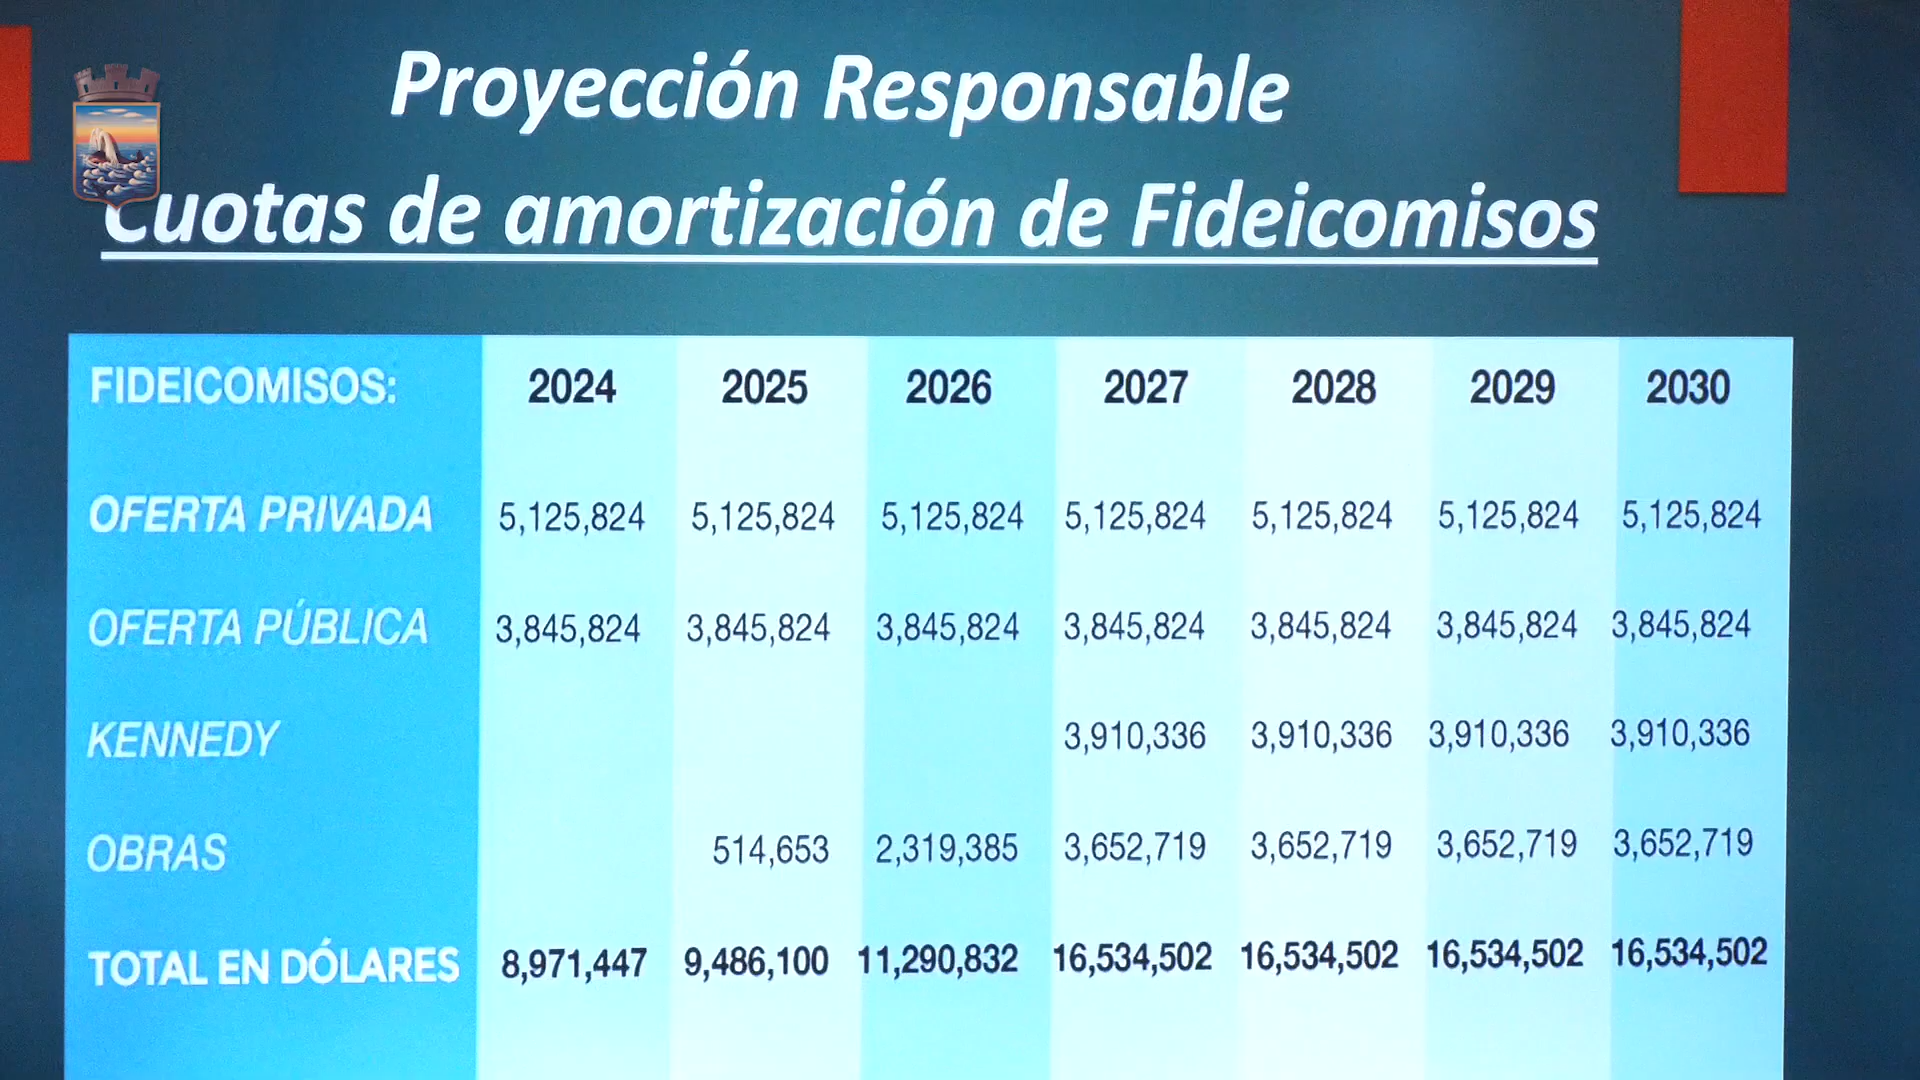 Proyección Responsable
Cuotas de amortización de Fideicomisos
FIDEICOMISOS: 2024 2025 2026 2027 2028 2029 2030
OFERTA PRIVADA 5,125,824 5,125,824 5,125,824 5,125,824 5,125,824 5,125,824 5,125,824
OFERTA PÚBLICA 3,845,824 3,845,824 3,845,824 3,845,824 3,845,824 3,845,824 3,845,824
KENNEDY 3,910,336 3,910,336 3,910,336 3,910,336
OBRAS 514,653 2,319,385 3,652,719 3,652,719 3,652,719 3,652,719
TOTAL EN DÓLARES 8,971,447 9,486,100 11,290,832 16,534,502 16,534,502 16,534,502 16,534,502